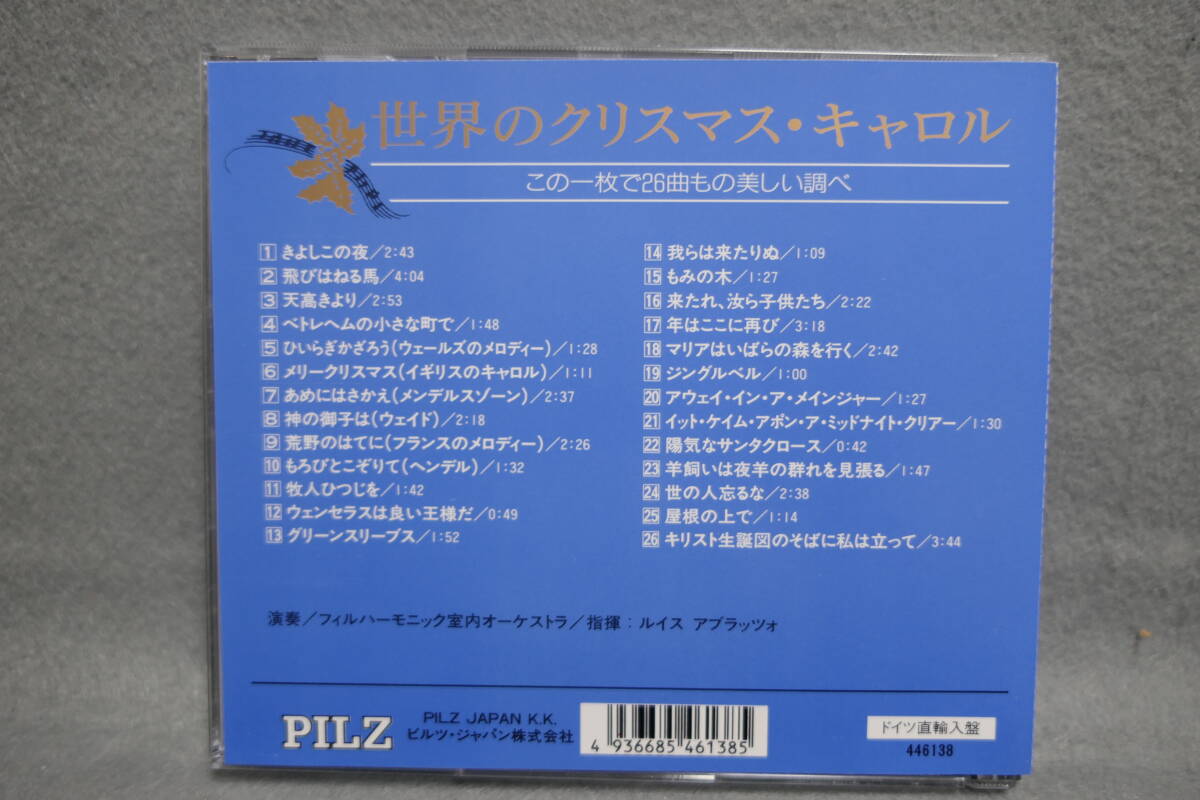 世界のクリスマス・キャロル
この一枚で26曲もの美しい調べ
1 きよしこの夜/2:43
2 飛びはねる馬/4:04
3 天高きより/2:53
4 ベトレヘムの小さな町で/1:48
5 ひいらぎかざろう(ウェールズのメロディー)/1:28
6 メリークリスマス(イギリスのキャロル)/1:11
7 あめにはさかえ(メンデルスゾーン)/2:37
8 神の御子は(ウェイド)/2:18
9 荒野のはてに(フランスのメロディー)/2:26
10 もろびとこぞりて(ヘンデル)/1:32
11 牧人ひつじを/1:42
12 ウェンセラスは良い王様だ/0:49
13 グリーンスリーブス/1:52
14 我らは来たりぬ/1:09
15 もみの木/1:27
16 来たれ、汝ら子供たち/2:22
17 年はここに再び/3:18
18 マリアはいばらの森を行く/2:42
19 ジングルベル/1:00
20 アウェイ・イン・ア・メインジャー/1:27
21 イット・ケイム・アポン・ア・ミッドナイト・クリアー/1:30
22 陽気なサンタクロース/0:42
23 羊飼いは夜羊の群れを見張る/1:47
24 世の人忘るな/2:38
25 屋根の上で/1:14
26 キリスト生誕図のそばに私は立って/3:44
演奏/フィルハーモニック室内オーケストラ/指揮:ルイス アブラッツォ
PILZ
PILZ JAPAN K.K.
ピルツ・ジャパン株式会社
4 936685 461385
ドイツ直輸入盤
446138